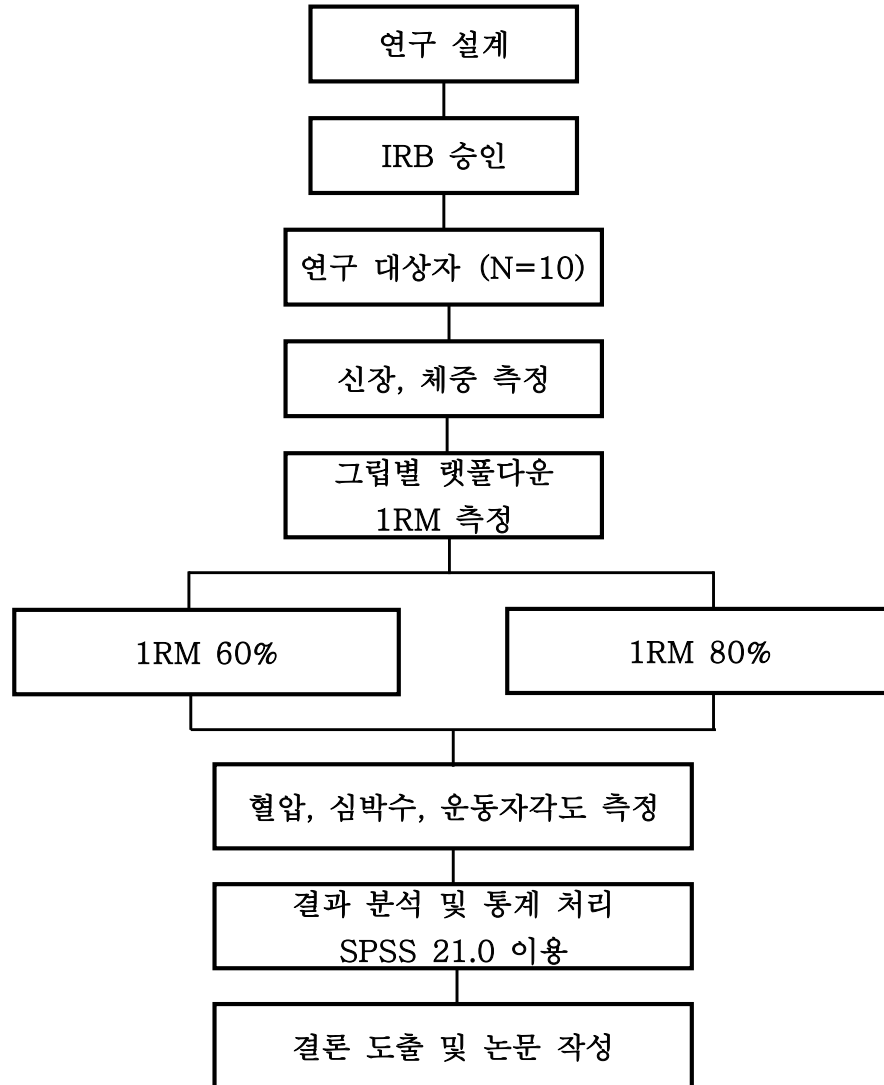 연구 설계
IRB 승인
연구 대상자 (N=10)
신장, 체중 측정
그립별 랫풀다운
1RM 측정
1RM 60%
1RM 80%
혈압, 심박수, 운동자각도 측정
결과 분석 및 통계 처리
SPSS 21.0 이용
결론 도출 및 논문 작성